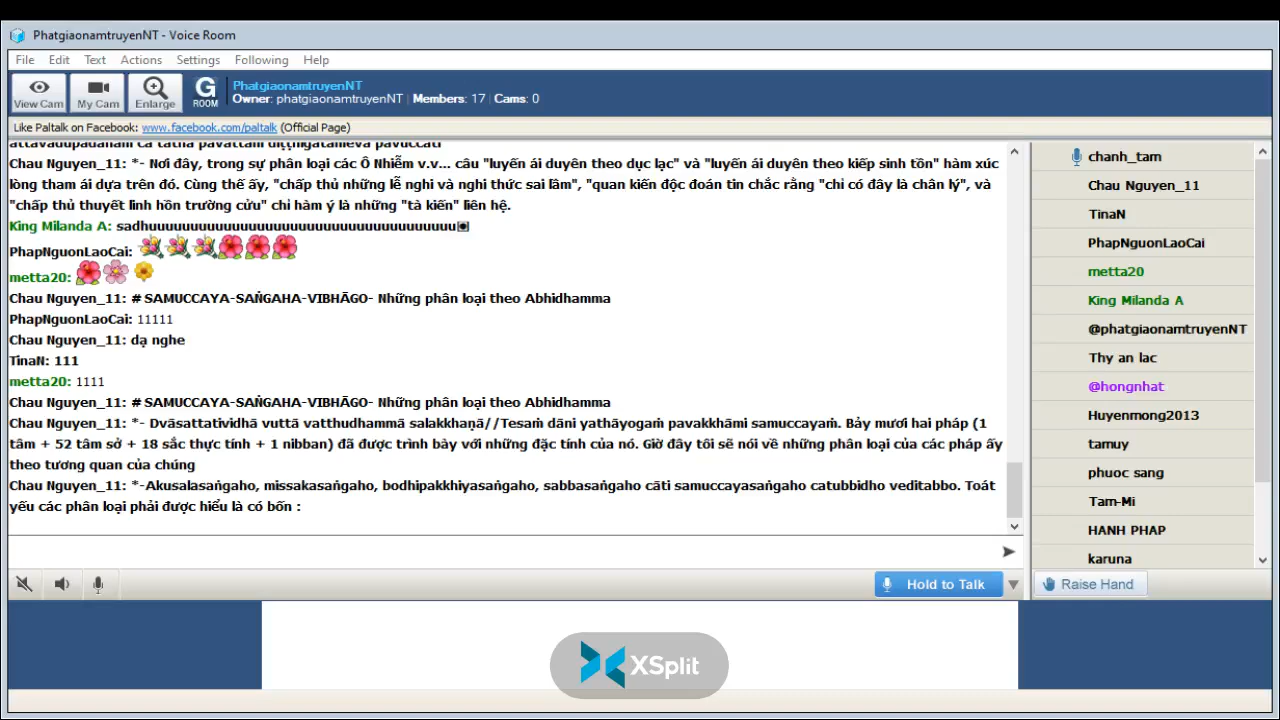 PhatgiaonamtruyenNT - Voice Room
File Edit Text Actions Settings Following Help
View Cam My Cam Enlarge G ROOM
PhatgiaonamtruyenNT
Owner: phatgiaonamtruyenNT | Members: 17 | Cams: 0
Like Paltalk on Facebook: www.facebook.com/paltalk (Official Page)
Chau Nguyen_11: *- Nơi đây, trong sự phân loại các Ô Nhiễm v.v... câu "luyến ái duyên theo dục lạc" và "luyến ái duyên theo kiếp sinh tồn" hàm xúc
lòng tham ái dựa trên đó. Cùng thế ấy, "chấp thủ những lễ nghi và nghi thức sai lầm", "quan kiến độc đoán tin chắc rằng "chỉ có đây là chân lý", và
"chấp thủ thuyết linh hồn trường cửu" chỉ hàm ý là những "tà kiến" liên hệ.
King Milanda A: sadhuuuuuuuuuuuuuuuuuuuuuuuuuuuuuuuuuuu
PhapNguonLaoCai:
metta20:
Chau Nguyen_11: # SAMUCCAYA-SAṄGAHA-VIBHĀGO- Những phân loại theo Abhidhamma
PhapNguonLaoCai: 11111
Chau Nguyen_11: dạ nghe
TinaN: 111
metta20: 1111
Chau Nguyen_11: # SAMUCCAYA-SAṄGAHA-VIBHĀGO- Những phân loại theo Abhidhamma
Chau Nguyen_11: *- Dvāsattatividhā vuttā vatthudhammā salakkhaṇā//Tesaṁ dāni yathāyogaṁ pavakkhāmi samuccayaṁ. Bảy mươi hai pháp (1
tâm + 52 tâm sở + 18 sắc thực tính + 1 nibban) đã được trình bày với những đặc tính của nó. Giờ đây tôi sẽ nói về những phân loại của các pháp ấy
theo tương quan của chúng
Chau Nguyen_11: *-Akusalasaṅgaho, missakasaṅgaho, bodhipakkhiyasaṅgaho, sabbasaṅgaho cāti samuccayasaṅgaho catubbidho veditabbo. Toát
yếu các phân loại phải được hiểu là có bốn :
chanh_tam
Chau Nguyen_11
TinaN
PhapNguonLaoCai
metta20
King Milanda A
@phatgiaonamtruyenNT
Thy an lac
@hongnhat
Huyenmong2013
tamuy
phuoc sang
Tam-Mi
HANH PHAP
karuna
Hold to Talk
Raise Hand
XSplit